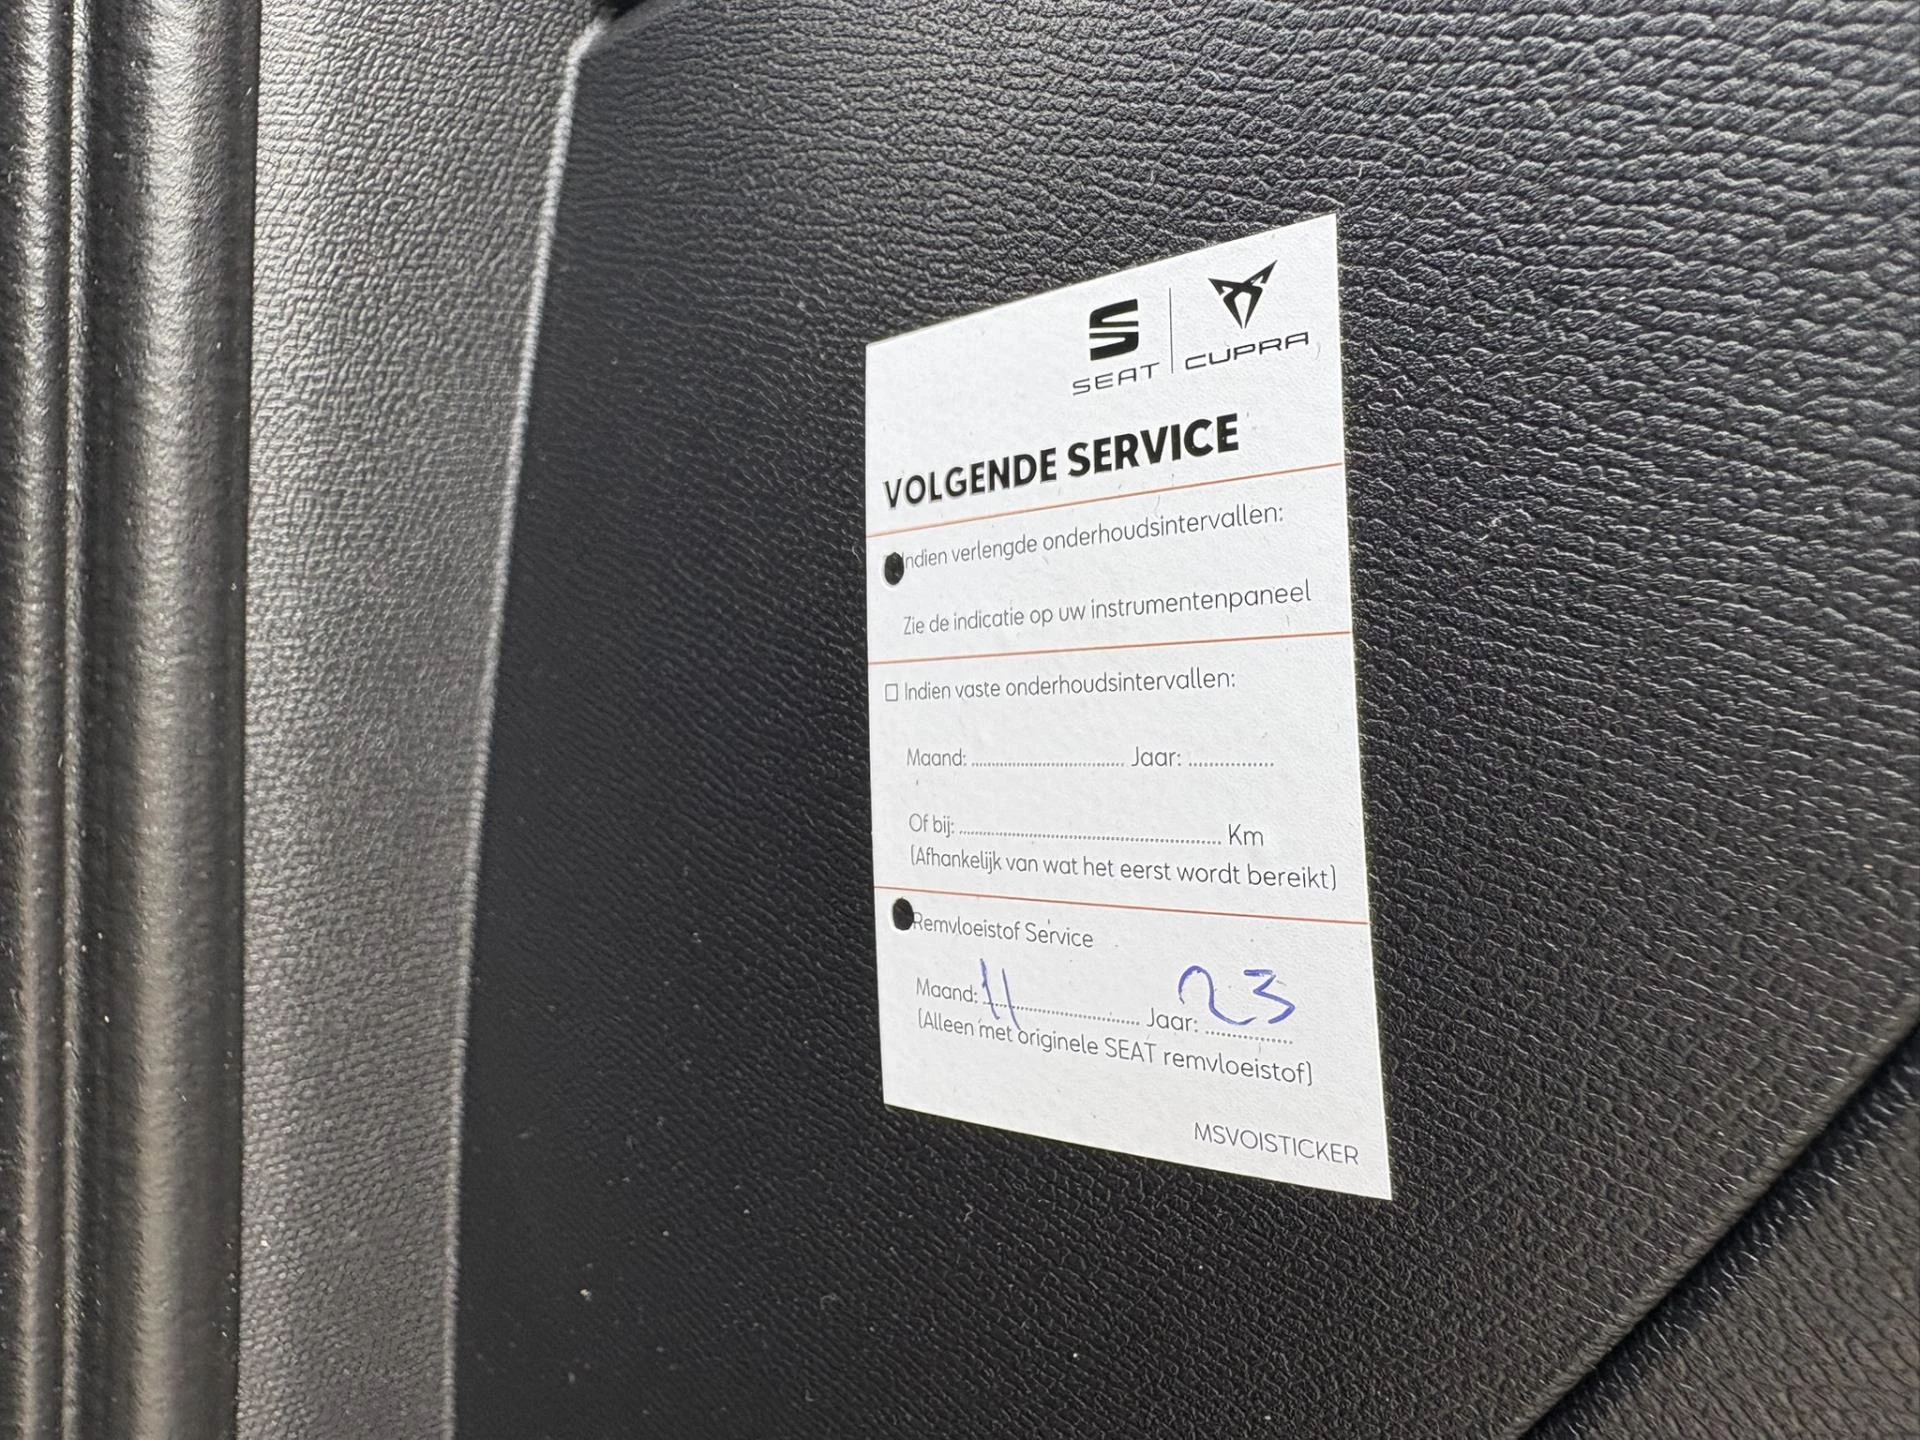 SEAT CUPRA
VOLGENDE SERVICE
Indien verlengde onderhoudsintervallen:
Zie de indicatie op uw instrumentenpaneel
Indien vaste onderhoudsintervallen:
Maand: .................... Jaar: ................
Of bij: .................................... Km
(Afhankelijk van wat het eerst wordt bereikt)
Remvloeistof Service
Maand: 11 .................... Jaar: 23
(Alleen met originele SEAT remvloeistof)
MSVOISTICKER